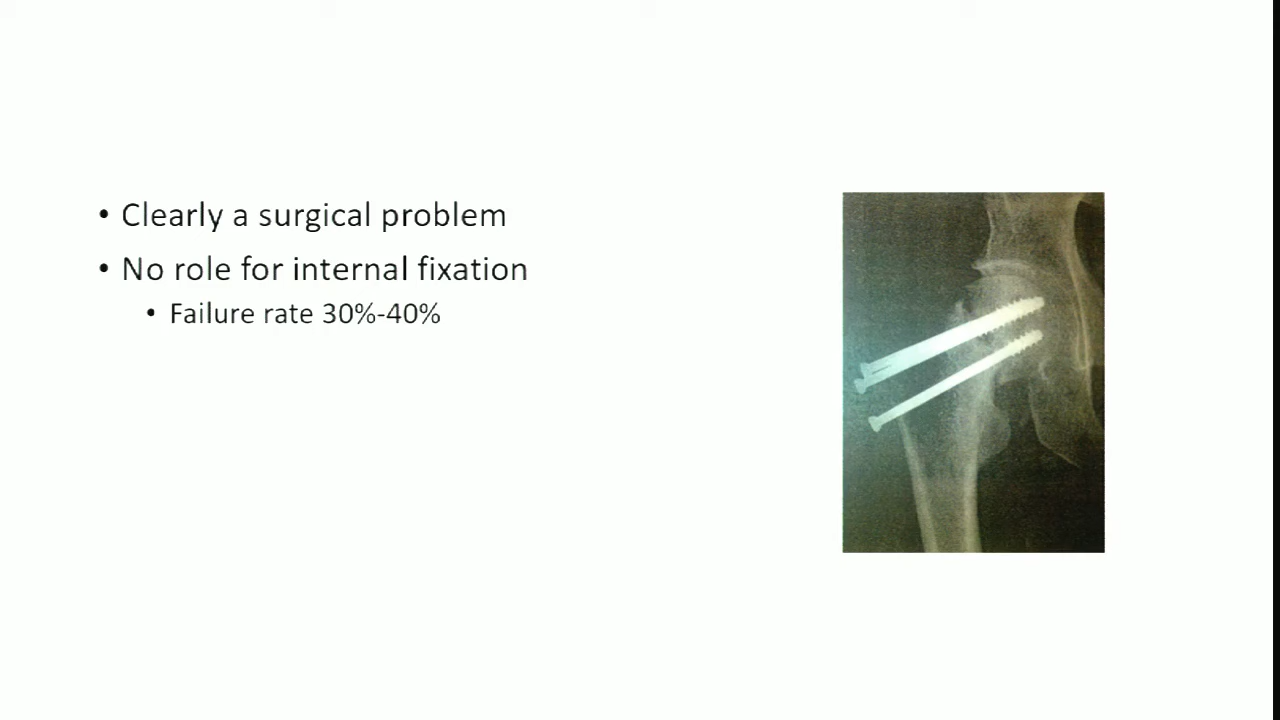 • Clearly a surgical problem
• No role for internal fixation
• Failure rate 30%-40%